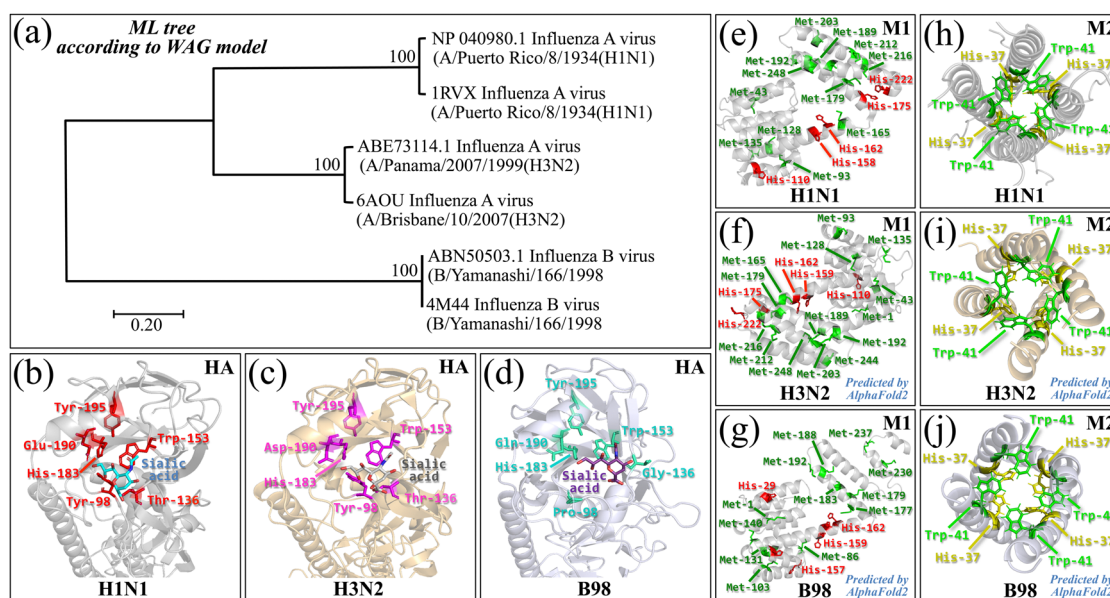 (a)
ML tree
according to WAG model
100
NP 040980.1 Influenza A virus
(A/Puerto Rico/8/1934(H1N1)
1RVX Influenza A virus
(A/Puerto Rico/8/1934(H1N1)
100
ABE73114.1 Influenza A virus
(A/Panama/2007/1999(H3N2)
6AOU Influenza A virus
(A/Brisbane/10/2007(H3N2)
100
ABN50503.1 Influenza B virus
(B/Yamanashi/166/1998
4M44 Influenza B virus
(B/Yamanashi/166/1998
0.20
(b)
HA
Tyr-195
Glu-190
Trp-153
His-183
Sialic
acid
Tyr-98
Thr-136
H1N1
(c)
HA
Tyr-195
Asp-190
Trp-153
His-183
Sialic
acid
Tyr-98
Thr-136
H3N2
(d)
HA
Tyr-195
Gln-190
Trp-153
His-183
Sialic
acid
Gly-136
Pro-98
B98
(e)
M1
Met-203
Met-189
Met-212
Met-216
Met-192
Met-248
His-222
Met-43
Met-179
His-175
Met-128
Met-165
Met-135
His-162
His-158
Met-93
His-110
H1N1
(f)
M1
Met-93
Met-128
Met-135
Met-165
His-162
Met-179
His-159
His-175
His-110
Met-43
His-222
Met-189
Met-1
Met-216
Met-192
Met-212
Met-244
Met-248
Met-203
H3N2
Predicted by
AlphaFold2
(g)
M1
Met-237
Met-188
Met-192
Met-230
His-29
Met-183
Met-179
Met-1
Met-177
Met-140
His-162
His-159
Met-131
Met-86
His-157
Met-103
B98
Predicted by
AlphaFold2
(h)
M2
Trp-41
His-37
His-37
Trp-41
Trp-41
His-37
His-37
Trp-41
H1N1
(i)
M2
His-37
Trp-41
His-37
Trp-41
His-37
Trp-41
Trp-41
His-37
H3N2
Predicted by
AlphaFold2
(j)
M2
Trp-41
His-37
His-37
Trp-41
Trp-41
His-37
His-37
Trp-41
B98
Predicted by
AlphaFold2